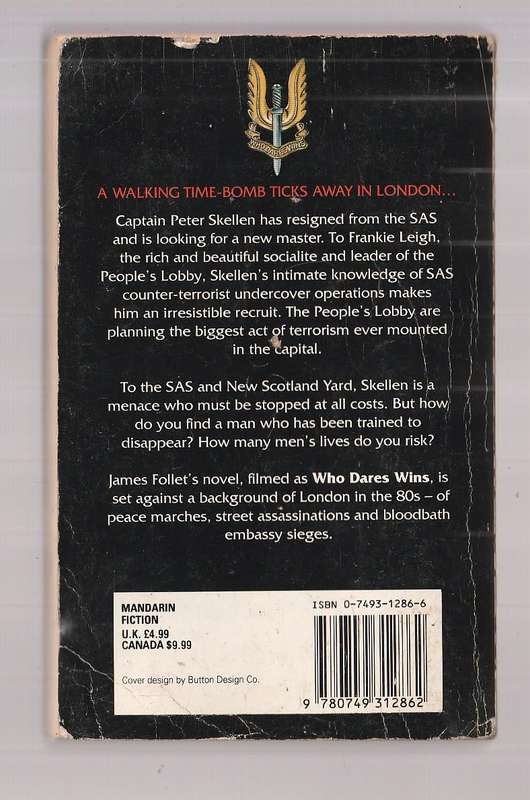 WHO DARES WINS
A WALKING TIME-BOMB TICKS AWAY IN LONDON...
Captain Peter Skellen has resigned from the SAS
and is looking for a new master. To Frankie Leigh,
the rich and beautiful socialite and leader of the
People's Lobby, Skellen's intimate knowledge of SAS
counter-terrorist undercover operations makes
him an irresistible recruit. The People's Lobby are
planning the biggest act of terrorism ever mounted
in the capital.
To the SAS and New Scotland Yard, Skellen is a
menace who must be stopped at all costs. But how
do you find a man who has been trained to
disappear? How many men's lives do you risk?
James Follet's novel, filmed as Who Dares Wins, is
set against a background of London in the 80s – of
peace marches, street assassinations and bloodbath
embassy sieges.
MANDARIN
FICTION
U.K. £4.99
CANADA $9.99
Cover design by Button Design Co.
ISBN 0-7493-1286-6
9 780749 312862